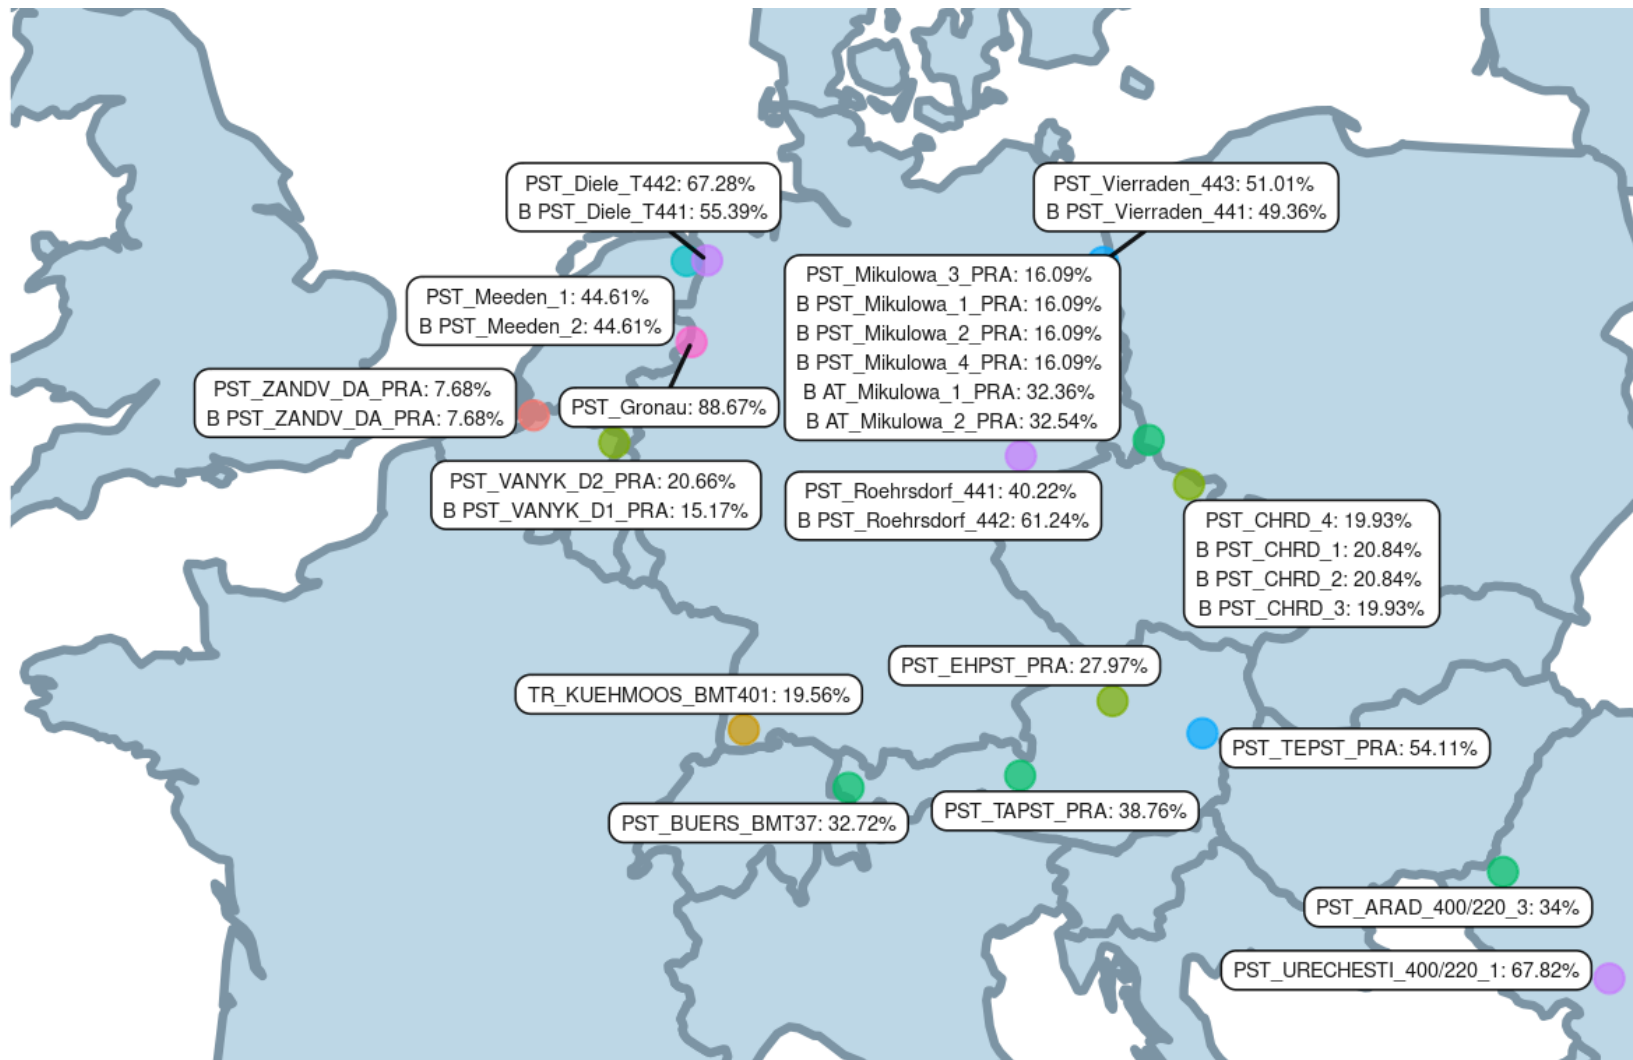 PST_Diele_T442: 67.28%
B PST_Diele_T441: 55.39%
PST_Vierraden_443: 51.01%
B PST_Vierraden_441: 49.36%
PST_Meeden_1: 44.61%
B PST_Meeden_2: 44.61%
PST_Mikulowa_3_PRA: 16.09%
B PST_Mikulowa_1_PRA: 16.09%
B PST_Mikulowa_2_PRA: 16.09%
B PST_Mikulowa_4_PRA: 16.09%
B AT_Mikulowa_1_PRA: 32.36%
B AT_Mikulowa_2_PRA: 32.54%
PST_ZANDV_DA_PRA: 7.68%
B PST_ZANDV_DA_PRA: 7.68%
PST_Gronau: 88.67%
PST_VANYK_D2_PRA: 20.66%
B PST_VANYK_D1_PRA: 15.17%
PST_Roehrsdorf_441: 40.22%
B PST_Roehrsdorf_442: 61.24%
PST_CHRD_4: 19.93%
B PST_CHRD_1: 20.84%
B PST_CHRD_2: 20.84%
B PST_CHRD_3: 19.93%
PST_EHPST_PRA: 27.97%
TR_KUEHMOOS_BMT401: 19.56%
PST_TEPST_PRA: 54.11%
PST_BUERS_BMT37: 32.72%
PST_TAPST_PRA: 38.76%
PST_ARAD_400/220_3: 34%
PST_URECHESTI_400/220_1: 67.82%